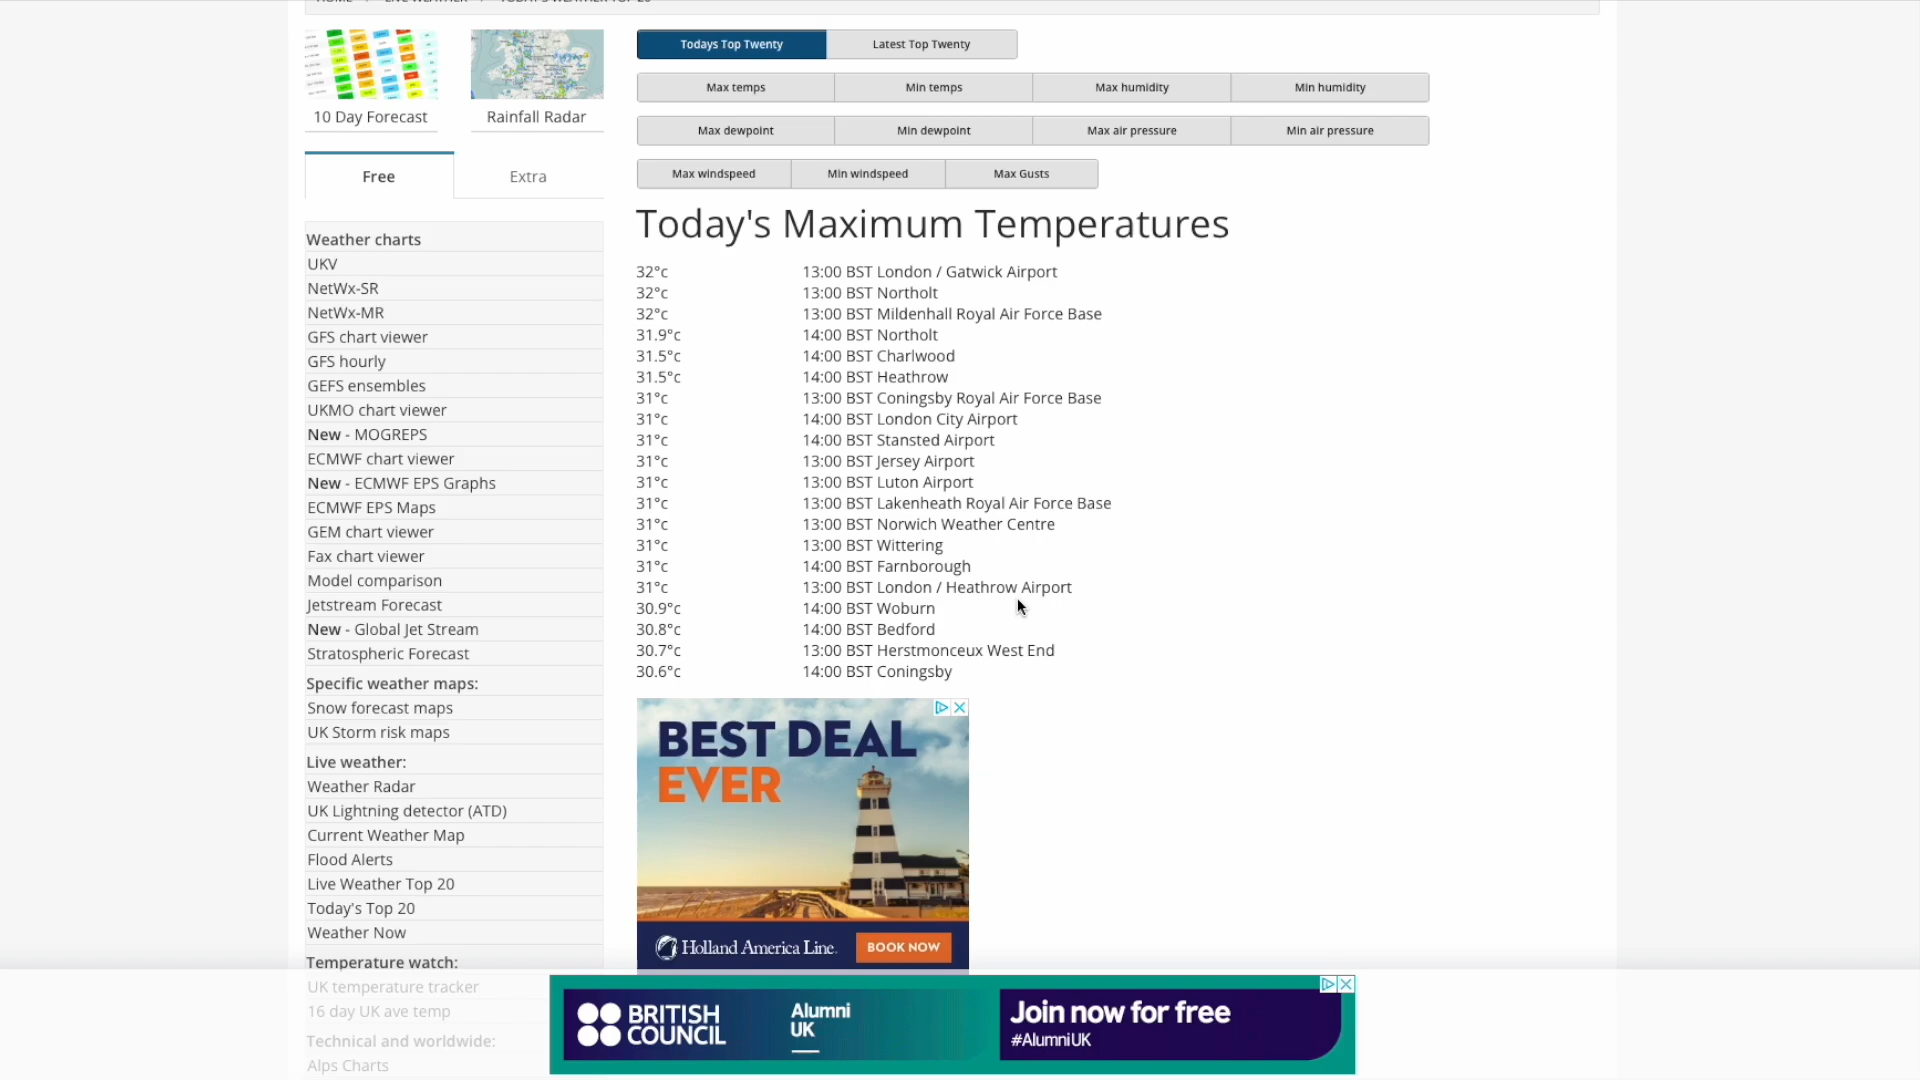 Todays Top Twenty
Latest Top Twenty
Max temps
Min temps
Max humidity
Min humidity
Max dewpoint
Min dewpoint
Max air pressure
Min air pressure
Max windspeed
Min windspeed
Max Gusts
10 Day Forecast
Rainfall Radar
Free
Extra
Weather charts
UKV
NetWx-SR
NetWx-MR
GFS chart viewer
GFS hourly
GEFS ensembles
UKMO chart viewer
New - MOGREPS
ECMWF chart viewer
New - ECMWF EPS Graphs
ECMWF EPS Maps
GEM chart viewer
Fax chart viewer
Model comparison
Jetstream Forecast
New - Global Jet Stream
Stratospheric Forecast
Specific weather maps:
Snow forecast maps
UK Storm risk maps
Live weather:
Weather Radar
UK Lightning detector (ATD)
Current Weather Map
Flood Alerts
Live Weather Top 20
Today's Top 20
Weather Now
Temperature watch:
UK temperature tracker
16 day UK ave temp
Technical and worldwide:
Alps Charts
Today's Maximum Temperatures
32°c 13:00 BST London / Gatwick Airport
32°c 13:00 BST Northolt
32°c 13:00 BST Mildenhall Royal Air Force Base
31.9°c 14:00 BST Northolt
31.5°c 14:00 BST Charlwood
31.5°c 14:00 BST Heathrow
31°c 13:00 BST Coningsby Royal Air Force Base
31°c 14:00 BST London City Airport
31°c 14:00 BST Stansted Airport
31°c 13:00 BST Jersey Airport
31°c 13:00 BST Luton Airport
31°c 13:00 BST Lakenheath Royal Air Force Base
31°c 13:00 BST Norwich Weather Centre
31°c 13:00 BST Wittering
31°c 14:00 BST Farnborough
31°c 13:00 BST London / Heathrow Airport
30.9°c 14:00 BST Woburn
30.8°c 14:00 BST Bedford
30.7°c 13:00 BST Herstmonceux West End
30.6°c 14:00 BST Coningsby
BEST DEAL
EVER
Holland America Line.
BOOK NOW
BRITISH
COUNCIL
Alumni
UK
Join now for free
#AlumniUK